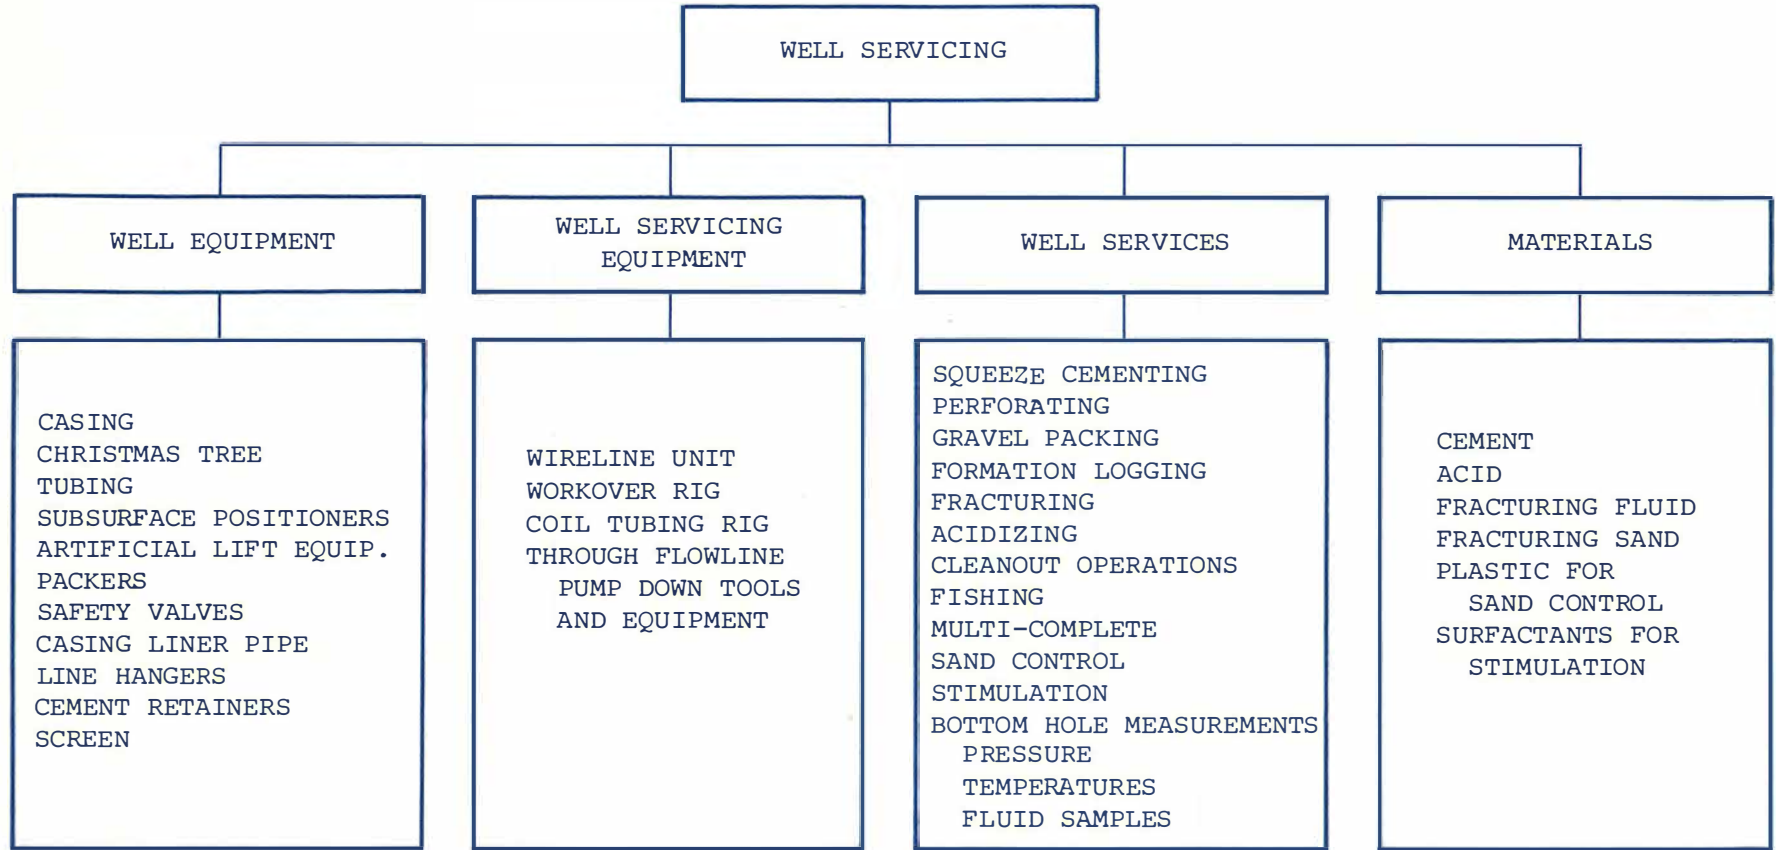 WELL SERVICING
WELL EQUIPMENT
WELL SERVICING
EQUIPMENT
WELL SERVICES
MATERIALS
CASING
CHRISTMAS TREE
TUBING
SUBSURFACE POSITIONERS
ARTIFICIAL LIFT EQUIP.
PACKERS
SAFETY VALVES
CASING LINER PIPE
LINE HANGERS
CEMENT RETAINERS
SCREEN
WIRELINE UNIT
WORKOVER RIG
COIL TUBING RIG
THROUGH FLOWLINE
PUMP DOWN TOOLS
AND EQUIPMENT
SQUEEZE CEMENTING
PERFORATING
GRAVEL PACKING
FORMATION LOGGING
FRACTURING
ACIDIZING
CLEANOUT OPERATIONS
FISHING
MULTI-COMPLETE
SAND CONTROL
STIMULATION
BOTTOM HOLE MEASUREMENTS
PRESSURE
TEMPERATURES
FLUID SAMPLES
CEMENT
ACID
FRACTURING FLUID
FRACTURING SAND
PLASTIC FOR
SAND CONTROL
SURFACTANTS FOR
STIMULATION